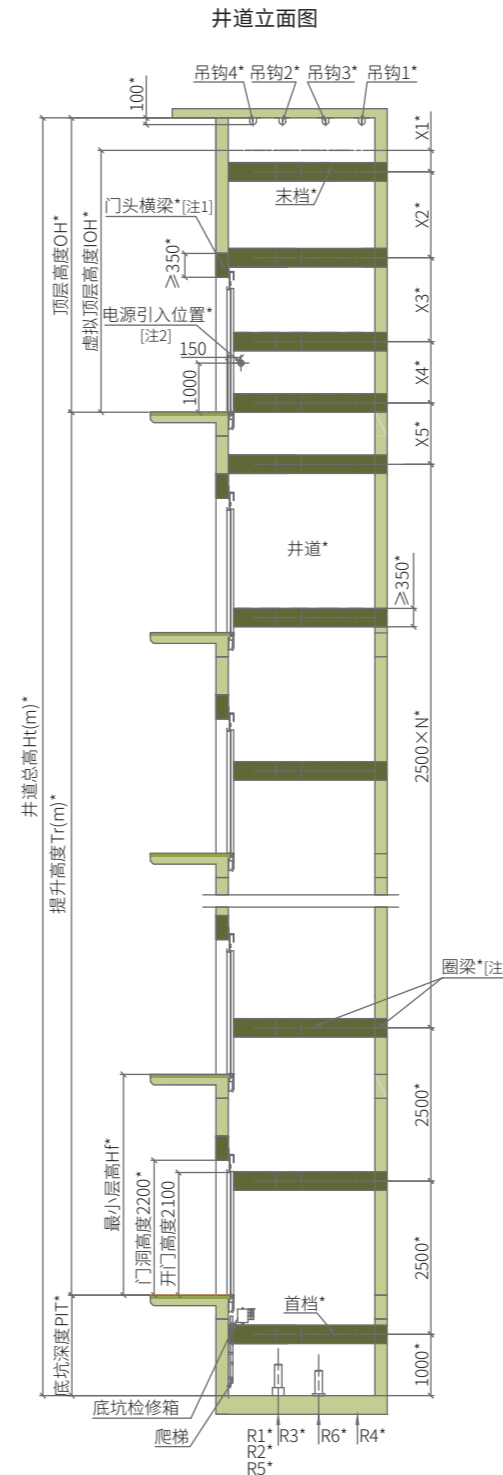 井道立面图
吊钩4* 吊钩2* 吊钩3* 吊钩1*
100*
X1*
末档*
X2*
门头横梁*[注1]
≥350*
顶层高度OH*
虚拟顶层高度IOH*
X3*
电源引入位置*
[注2]
150
1000
X4*
X5*
井道*
≥350*
井道总高Ht(m)*
提升高度Tr(m)*
2500×N*
圈梁*[注
2500*
最小层高Hf*
门洞高度2200*
开门高度2100
2500*
首档*
底坑深度PIT*
1000*
底坑检修箱
爬梯
R1* R3* R6* R4*
R2*
R5*